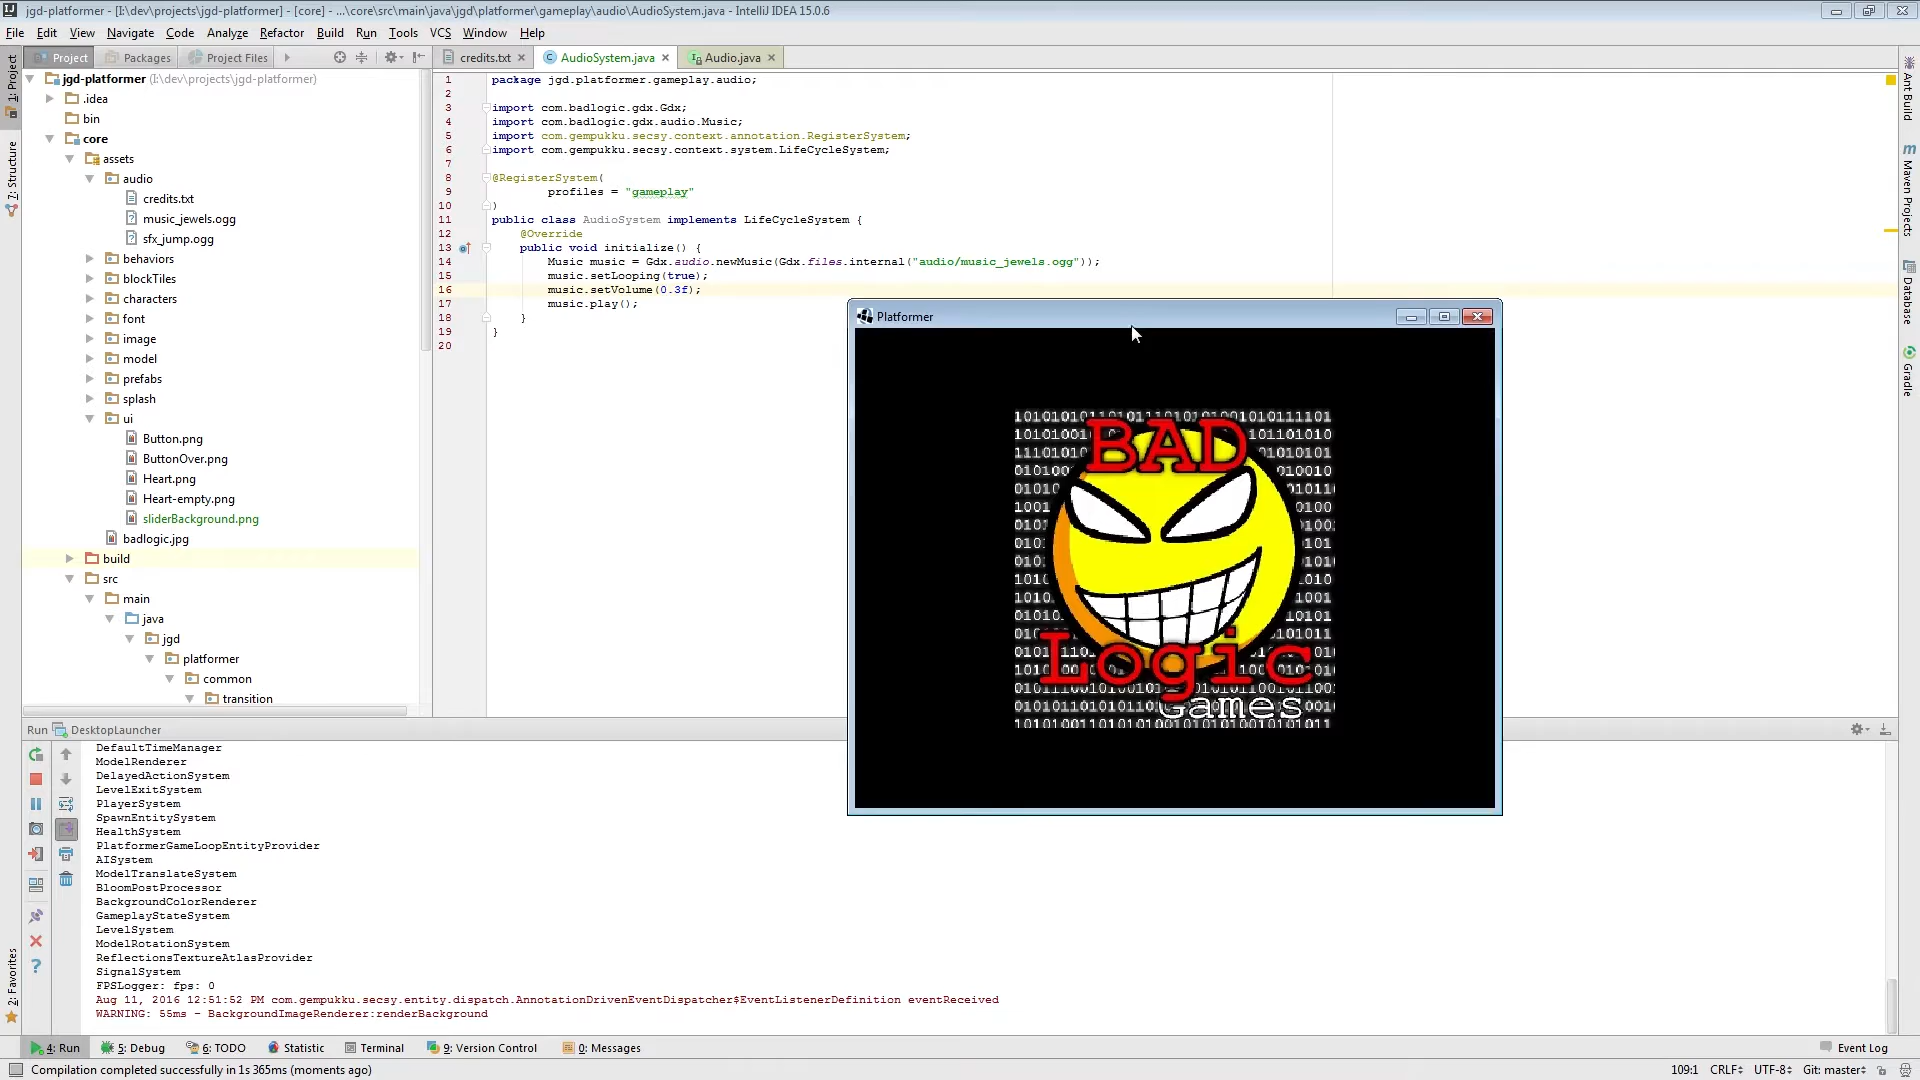 jgd-platformer - [I:\dev\projects\jgd-platformer] - [core] - ...\core\src\main\java\jgd\platformer\gameplay\audio\AudioSystem.java - IntelliJ IDEA 15.0.6
File Edit View Navigate Code Analyze Refactor Build Run Tools VCS Window Help
Project Packages Project Files
credits.txt AudioSystem.java Audio.java
1: Project
7: Structure
2: Favorites
jgd-platformer (I:\dev\projects\jgd-platformer)
.idea
bin
core
assets
audio
credits.txt
music_jewels.ogg
sfx_jump.ogg
behaviors
blockTiles
characters
font
image
model
prefabs
splash
ui
Button.png
ButtonOver.png
Heart.png
Heart-empty.png
sliderBackground.png
badlogic.jpg
build
src
main
java
jgd
platformer
common
transition
1 package jgd.platformer.gameplay.audio;
2
3 import com.badlogic.gdx.Gdx;
4 import com.badlogic.gdx.audio.Music;
5 import com.gempukku.secsy.context.annotation.RegisterSystem;
6 import com.gempukku.secsy.context.system.LifeCycleSystem;
7
8 @RegisterSystem(
9 profiles = "gameplay"
10 )
11 public class AudioSystem implements LifeCycleSystem {
12 @Override
13 public void initialize() {
14 Music music = Gdx.audio.newMusic(Gdx.files.internal("audio/music_jewels.ogg"));
15 music.setLooping(true);
16 music.setVolume(0.3f);
17 music.play();
18 }
19 }
20
Platformer
BAD
Logic
Games
Ant Build
Maven Projects
Database
Gradle
Run DesktopLauncher
DefaultTimeManager
ModelRenderer
DelayedActionSystem
LevelExitSystem
PlayerSystem
SpawnEntitySystem
HealthSystem
PlatformerGameLoopEntityProvider
AISystem
ModelTranslateSystem
BloomPostProcessor
BackgroundColorRenderer
GameplayStateSystem
LevelSystem
ModelRotationSystem
ReflectionsTextureAtlasProvider
SignalSystem
FPSLogger: fps: 0
Aug 11, 2016 12:51:52 PM com.gempukku.secsy.entity.dispatch.AnnotationDrivenEventDispatcher$EventListenerDefinition eventReceived
WARNING: 55ms - BackgroundImageRenderer:renderBackground
4: Run 5: Debug 6: TODO Statistic Terminal 9: Version Control 0: Messages Event Log
Compilation completed successfully in 1s 365ms (moments ago) 109:1 CRLF UTF-8 Git: master